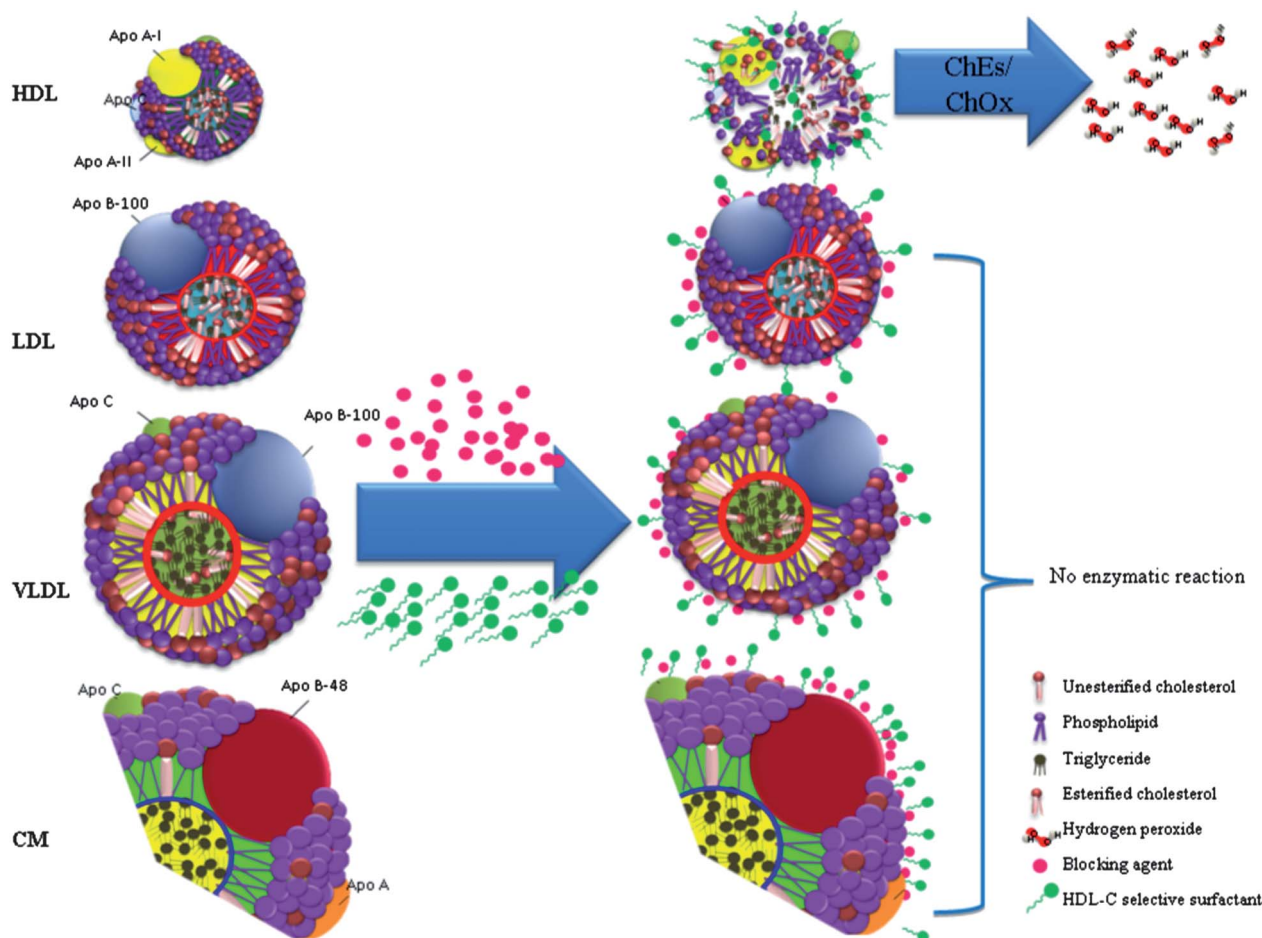 Apo A-I
HDL
Apo C
Apo A-II
ChEs/
ChOx
Apo B-100
LDL
Apo C
Apo B-100
VLDL
No enzymatic reaction
Apo C
Apo B-48
CM
Apo A
Unesterified cholesterol
Phospholipid
Triglyceride
Esterified cholesterol
Hydrogen peroxide
Blocking agent
HDL-C selective surfactant